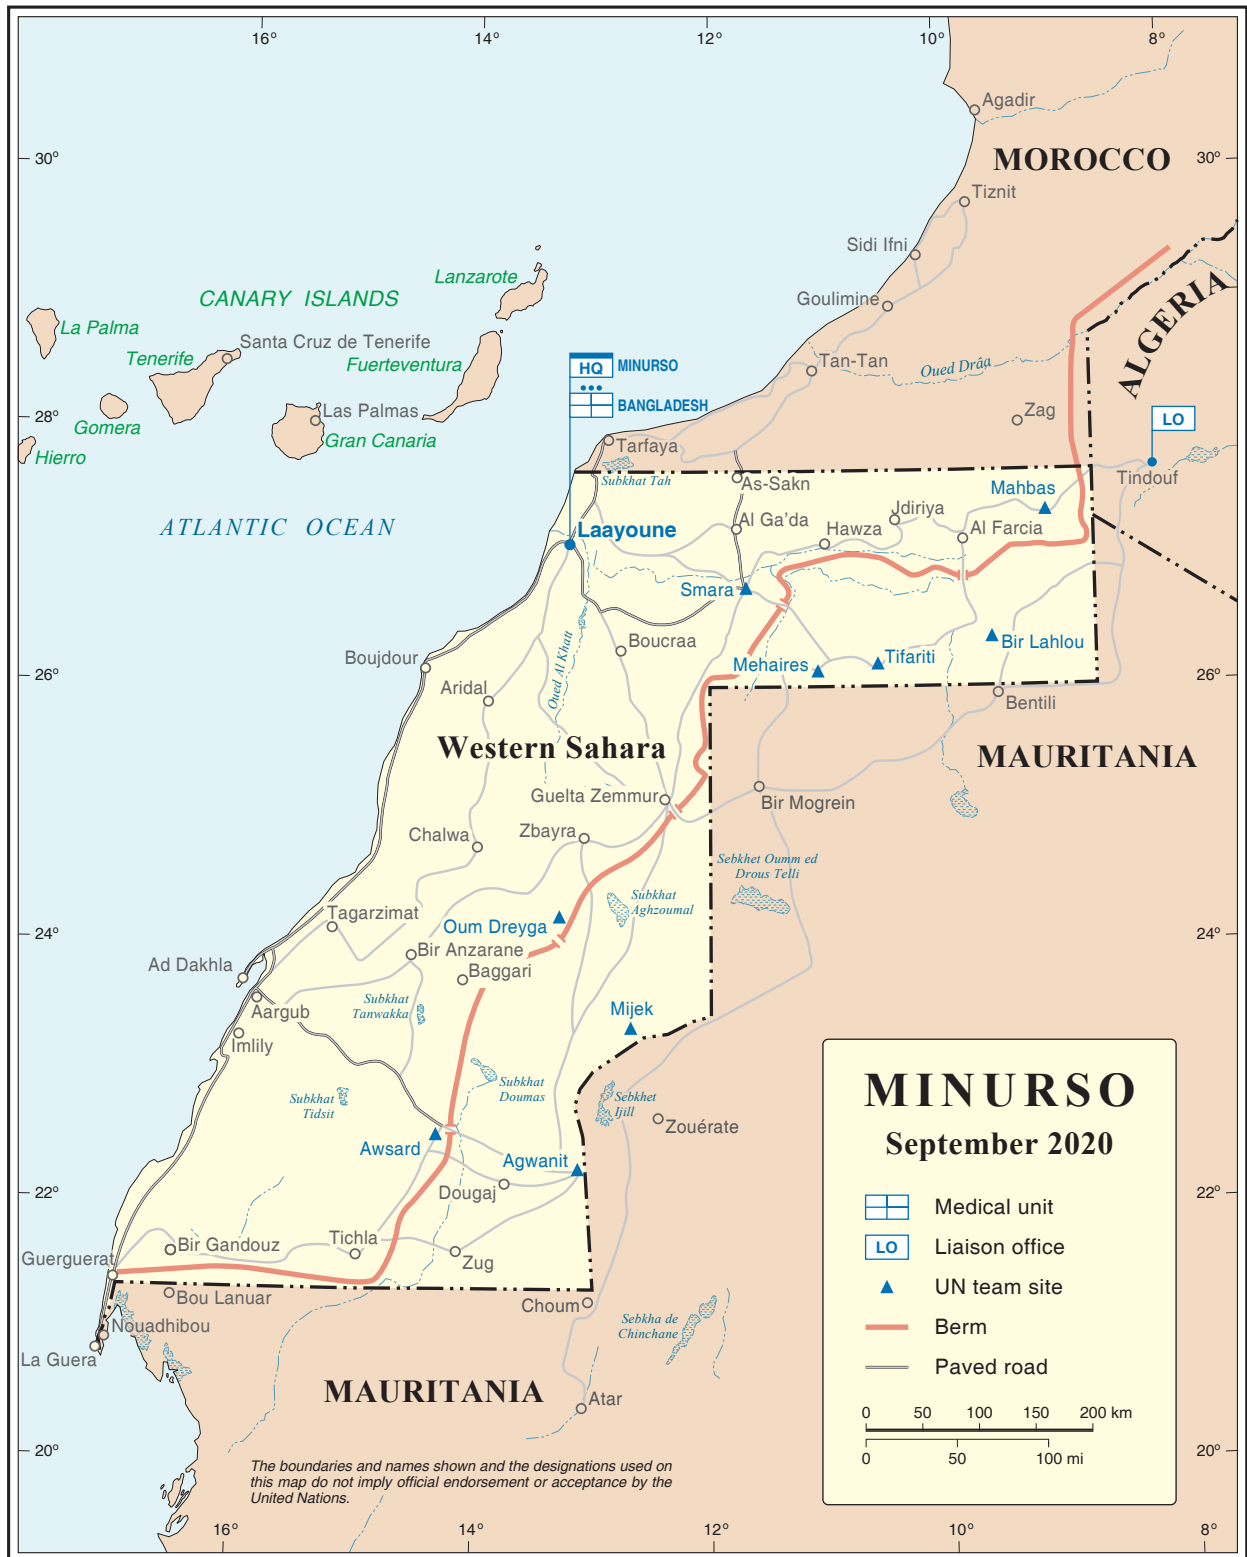 16° 14° 12° 10° 8°
Agadir
30° MOROCCO 30°
Tiznit
Sidi Ifni
Lanzarote
CANARY ISLANDS
Goulimine
ALGERIA
La Palma
Santa Cruz de Tenerife
Tenerife
Fuerteventura
HQ MINURSO
Tan-Tan
Oued Drâa
BANGLADESH
28°
Las Palmas
Zag
LO
Gomera
Gran Canaria
Hierro
Tarfaya
Tindouf
Subkhat Tah
As-Sakn
Mahbas
Jdiriya
ATLANTIC OCEAN
Laayoune
Al Ga'da
Hawza
Al Farcia
Smara
Boucraa
Bir Lahlou
Boujdour
Oued Al Khatt
Mehaires
Tifariti
26° 26°
Aridal
Bentili
Western Sahara
MAURITANIA
Guelta Zemmur
Bir Mogrein
Chalwa
Zbayra
Sebkhet Oumm ed
Drous Telli
Subkhat
Aghzoumal
Tagarzimat
Oum Dreyga
24° 24°
Bir Anzarane
Ad Dakhla
Baggari
Subkhat
Tanwakka
Aargub
Mijek
Imlily
Subkhat
Doumas
Subkhat
Tidsit
Sebkhet
Ijill
Zouérate
Awsard
Agwanit
22° 22°
Dougaj
Tichla
Bir Gandouz
Guerguerat
Zug
Bou Lanuar
Choum
Nouadhibou
Sebkha de
Chinchane
La Guera
MAURITANIA
Atar
20° 20°
MINURSO
September 2020
Medical unit
LO Liaison office
UN team site
Berm
Paved road
0 50 100 150 200 km
0 50 100 mi
The boundaries and names shown and the designations used on
this map do not imply official endorsement or acceptance by the
United Nations.
16° 14° 12° 10° 8°